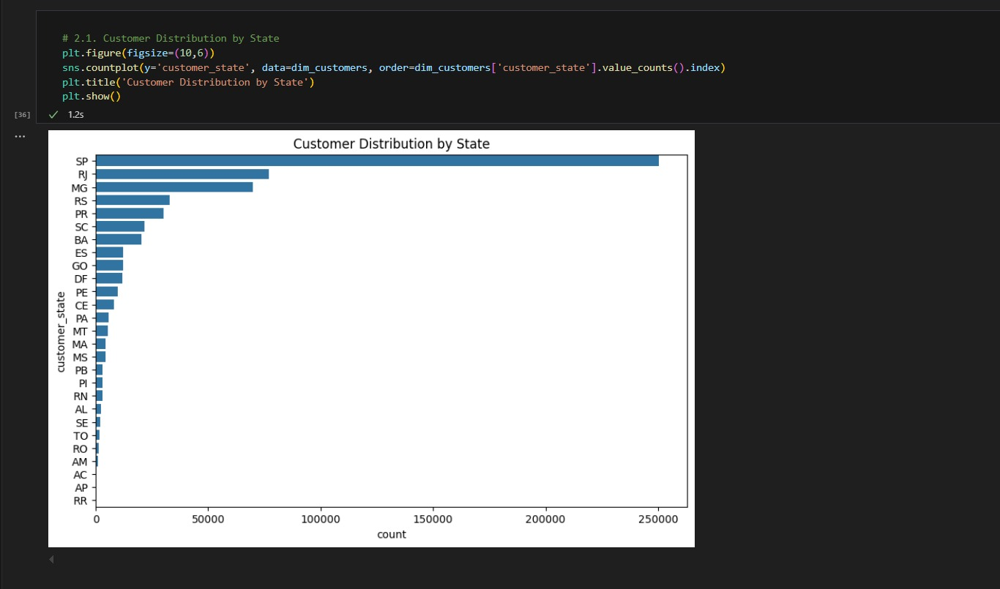 # 2.1. Customer Distribution by State
plt.figure(figsize=(10,6))
sns.countplot(y='customer_state', data=dim_customers, order=dim_customers['customer_state'].value_counts().index)
plt.title('Customer Distribution by State')
plt.show()
[36]
1.2s
...
Customer Distribution by State
SP
RJ
MG
RS
PR
SC
BA
ES
GO
DF
PE
CE
PA
MT
MA
MS
PB
PI
RN
AL
SE
TO
RO
AM
AC
AP
RR
customer_state
0 50000 100000 150000 200000 250000
count